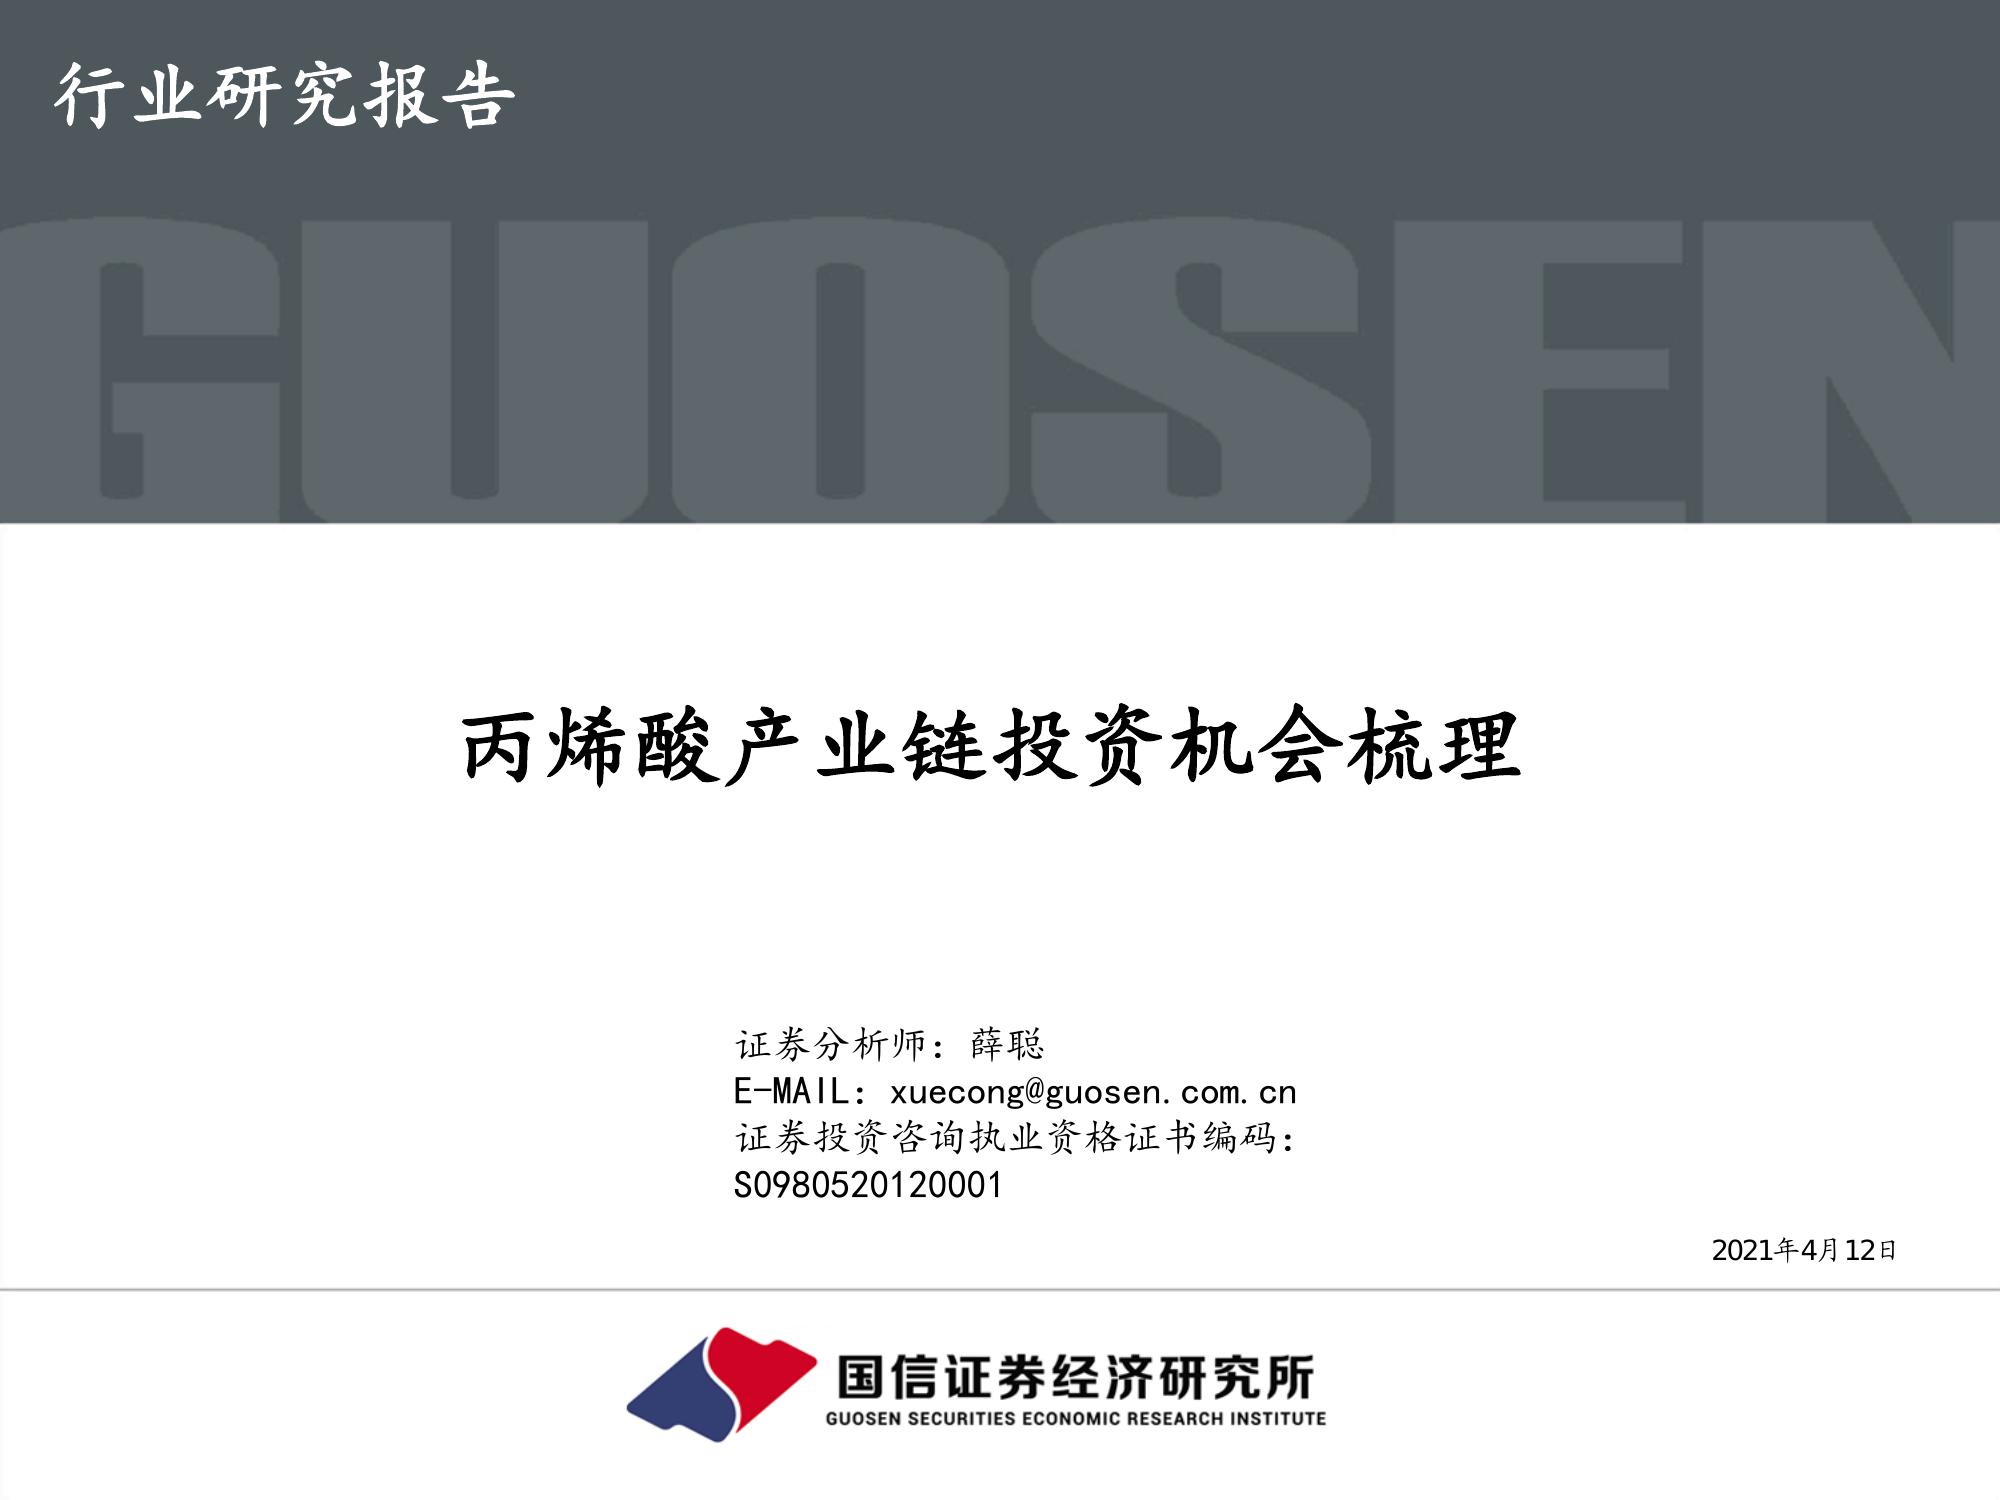 行业研究报告
GUOSEN
丙烯酸产业链投资机会梳理
证券分析师：薛聪
E-MAIL：xuecong@guosen.com.cn
证券投资咨询执业资格证书编码：
S0980520120001
2021年4月12日
国信证券经济研究所
GUOSEN SECURITIES ECONOMIC RESEARCH INSTITUTE